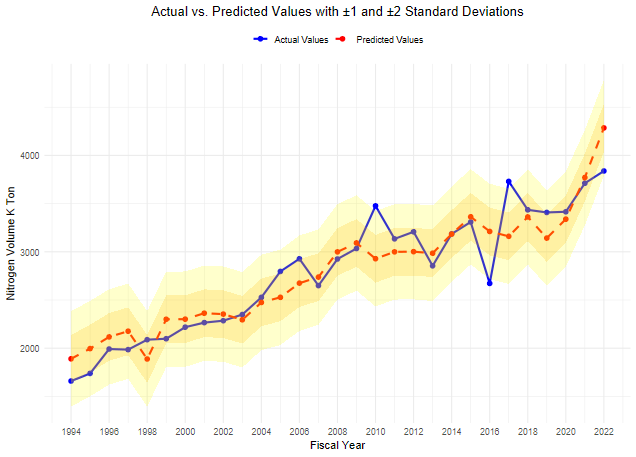 Actual vs. Predicted Values with ±1 and ±2 Standard Deviations
Actual Values Predicted Values
Nitrogen Volume K Ton
4000
3000
2000
1994 1996 1998 2000 2002 2004 2006 2008 2010 2012 2014 2016 2018 2020 2022
Fiscal Year